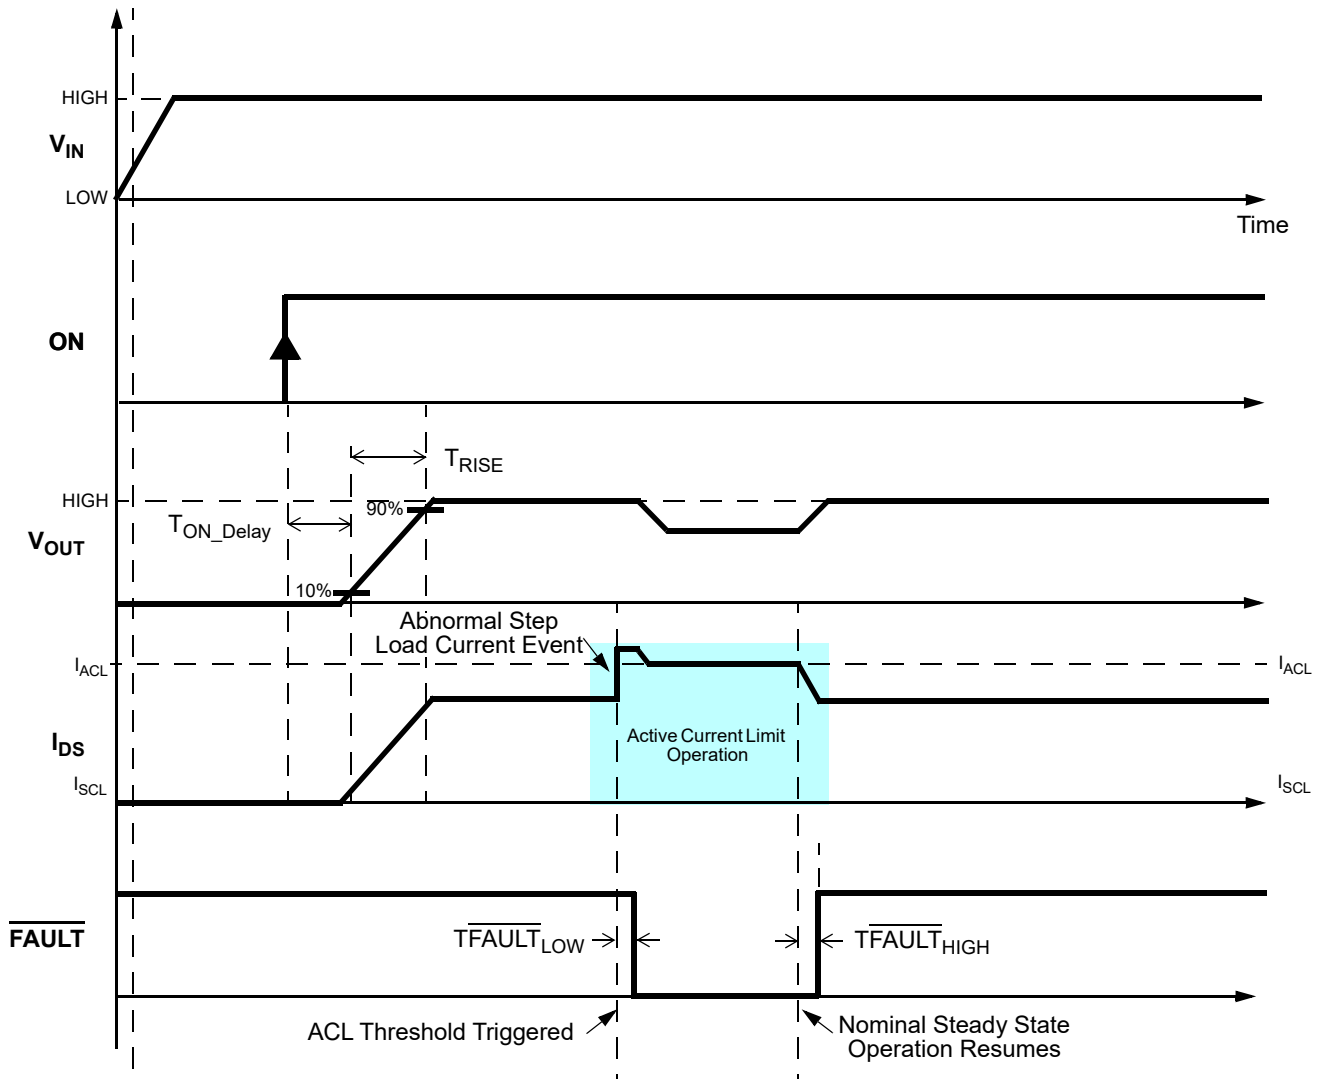 HIGH
VIN
LOW
Time
ON
TRISE
HIGH
90%
TON_Delay
VOUT
10%
Abnormal Step
Load Current Event
IACL
IACL
Active Current Limit
Operation
IDS
ISCL
ISCL
FAULT
TFAULTLOW
TFAULTHIGH
ACL Threshold Triggered
Nominal Steady State
Operation Resumes